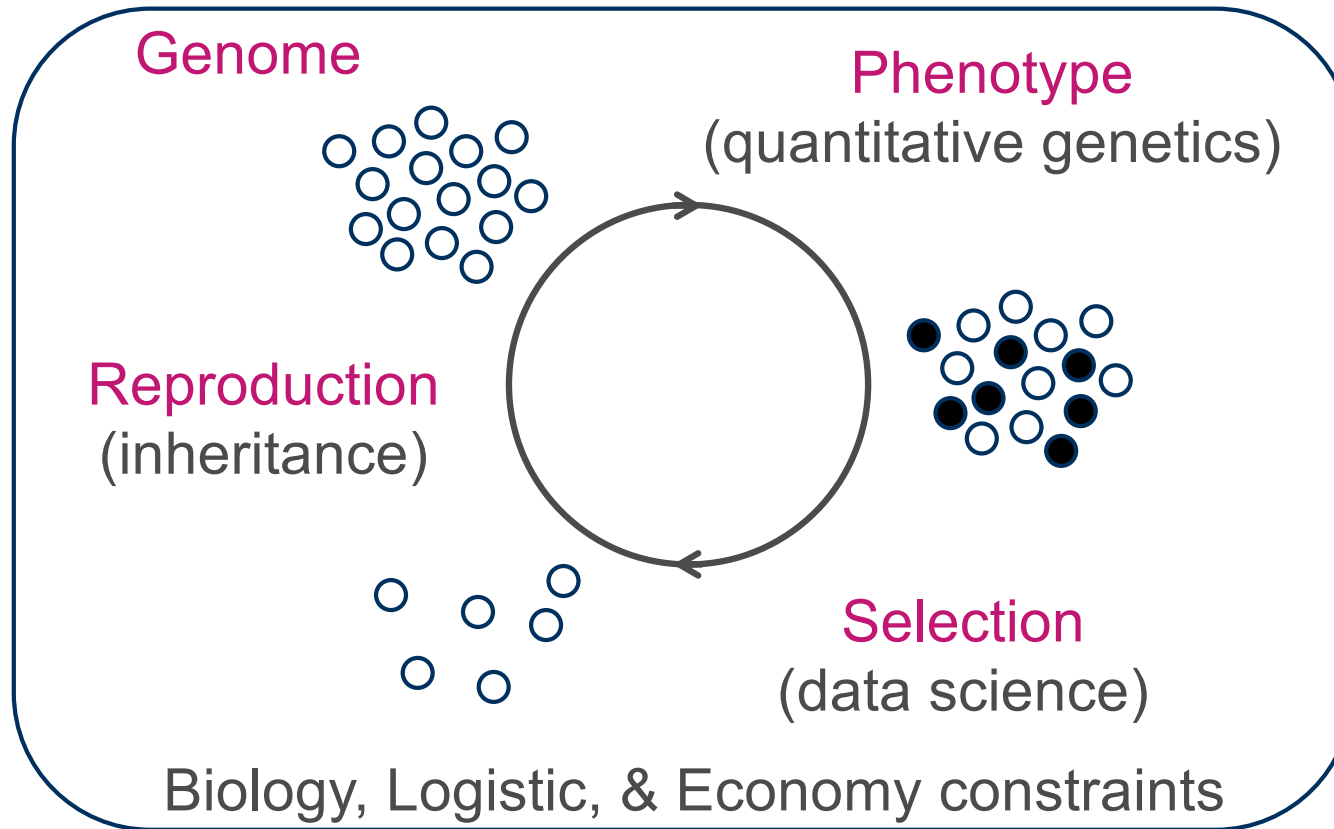 Genome
Phenotype
(quantitative genetics)
Reproduction
(inheritance)
Selection
(data science)
Biology, Logistic, & Economy constraints